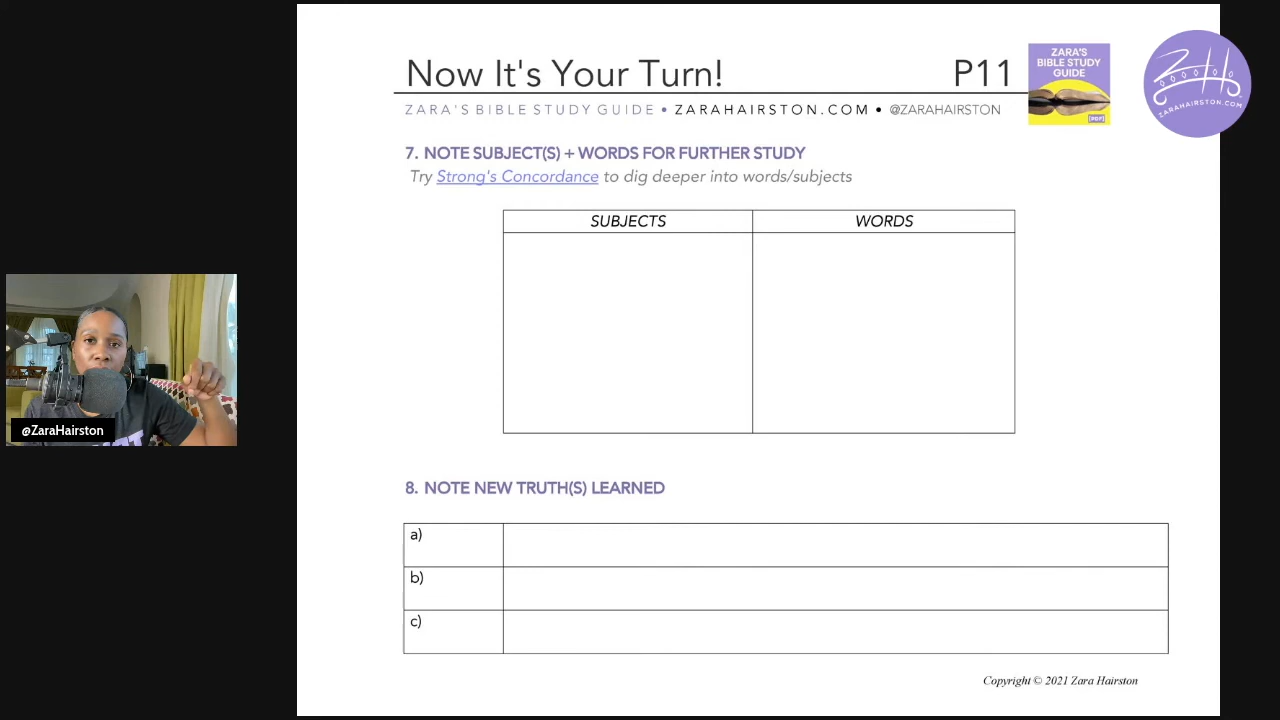 Now It's Your Turn!
P11
ZARA'S BIBLE STUDY GUIDE • ZARAHAIRSTON.COM • @ZARAHAIRSTON
ZARA'S
BIBLE STUDY
GUIDE
[PDF]
ZARAHAIRSTON.COM
7. NOTE SUBJECT(S) + WORDS FOR FURTHER STUDY
Try Strong's Concordance to dig deeper into words/subjects
SUBJECTS WORDS
@ZaraHairston
8. NOTE NEW TRUTH(S) LEARNED
a)
b)
c)
Copyright © 2021 Zara Hairston